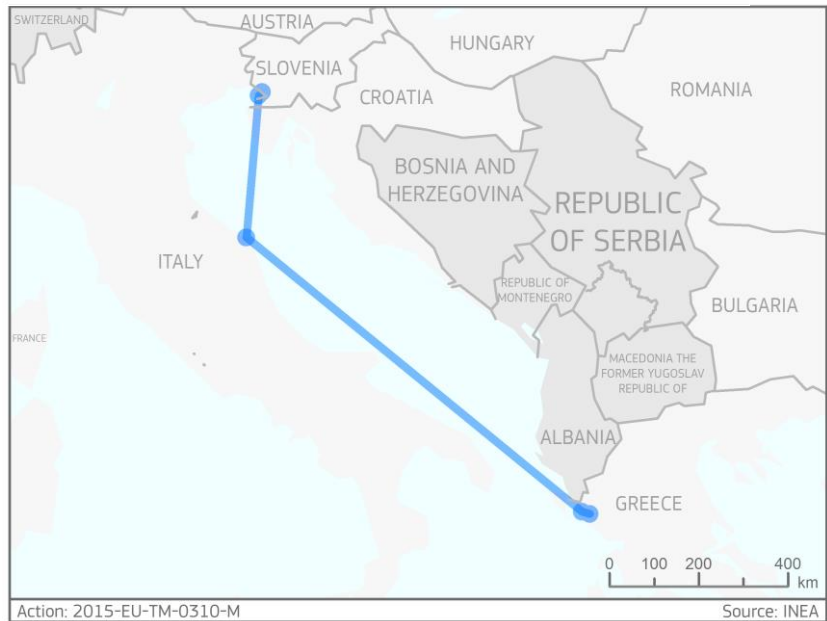 SWITZERLAND
AUSTRIA
HUNGARY
SLOVENIA
ROMANIA
CROATIA
BOSNIA AND
HERZEGOVINA
REPUBLIC
OF SERBIA
ITALY
REPUBLIC OF
MONTENEGRO
BULGARIA
FRANCE
MACEDONIA THE
FORMER YUGOSLAV
REPUBLIC OF
ALBANIA
GREECE
0 100 200 400
km
Action: 2015-EU-TM-0310-M
Source: INEA